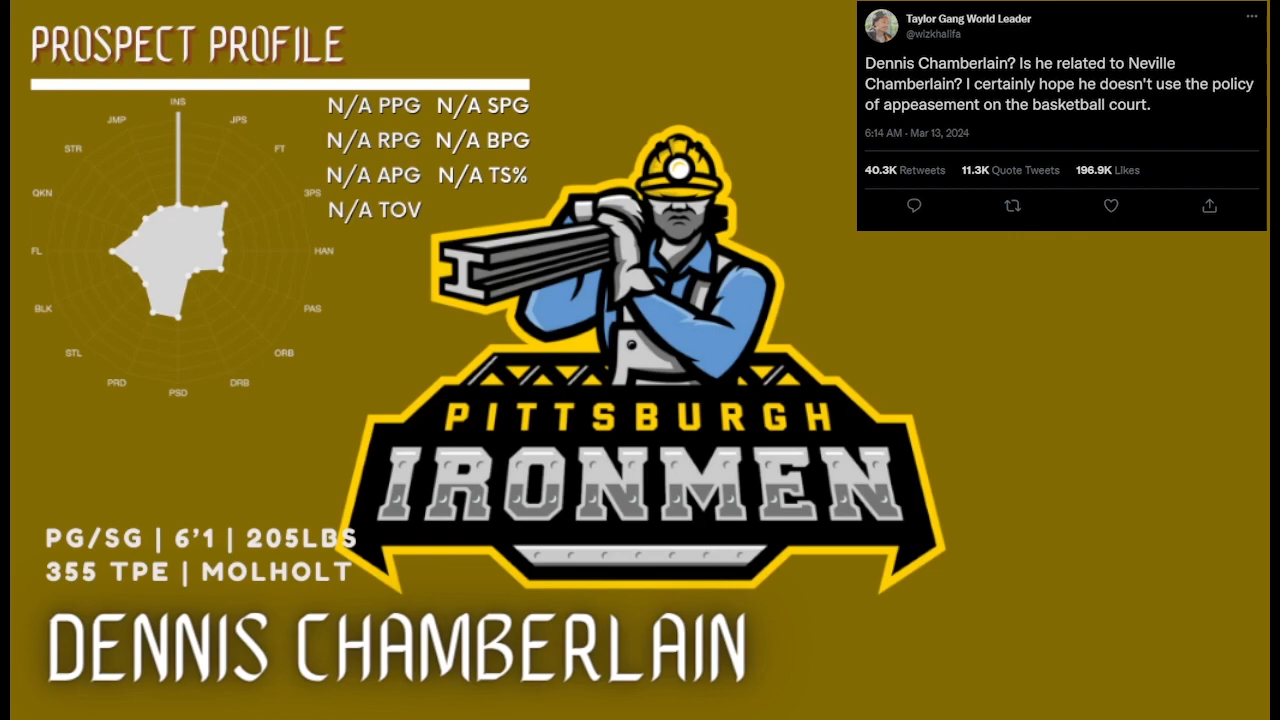 PROSPECT PROFILE
INS
JPS
FT
3PS
HAN
PAS
ORB
DRB
PSD
PRD
STL
BLK
FL
QKN
STR
JMP
N/A PPG N/A SPG
N/A RPG N/A BPG
N/A APG N/A TS%
N/A TOV
Taylor Gang World Leader
@wizkhalifa
Dennis Chamberlain? Is he related to Neville
Chamberlain? I certainly hope he doesn't use the policy
of appeasement on the basketball court.
6:14 AM · Mar 13, 2024
40.3K Retweets 11.3K Quote Tweets 196.9K Likes
PITTSBURGH
IRONMEN
PG/SG | 6'1 | 205LBS
355 TPE | MOLHOLT
DENNIS CHAMBERLAIN